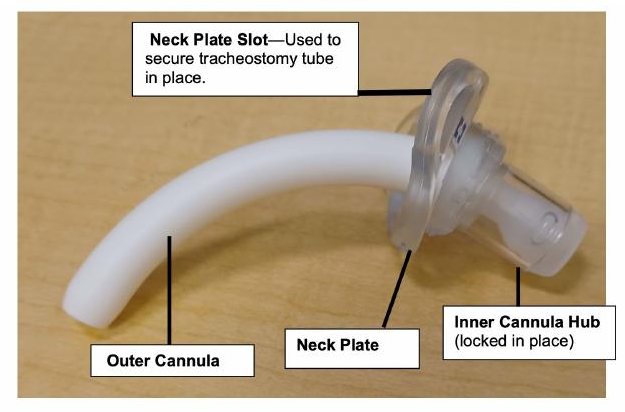 Neck Plate Slot—Used to
secure tracheostomy tube
in place.
Inner Cannula Hub
(locked in place)
Neck Plate
Outer Cannula